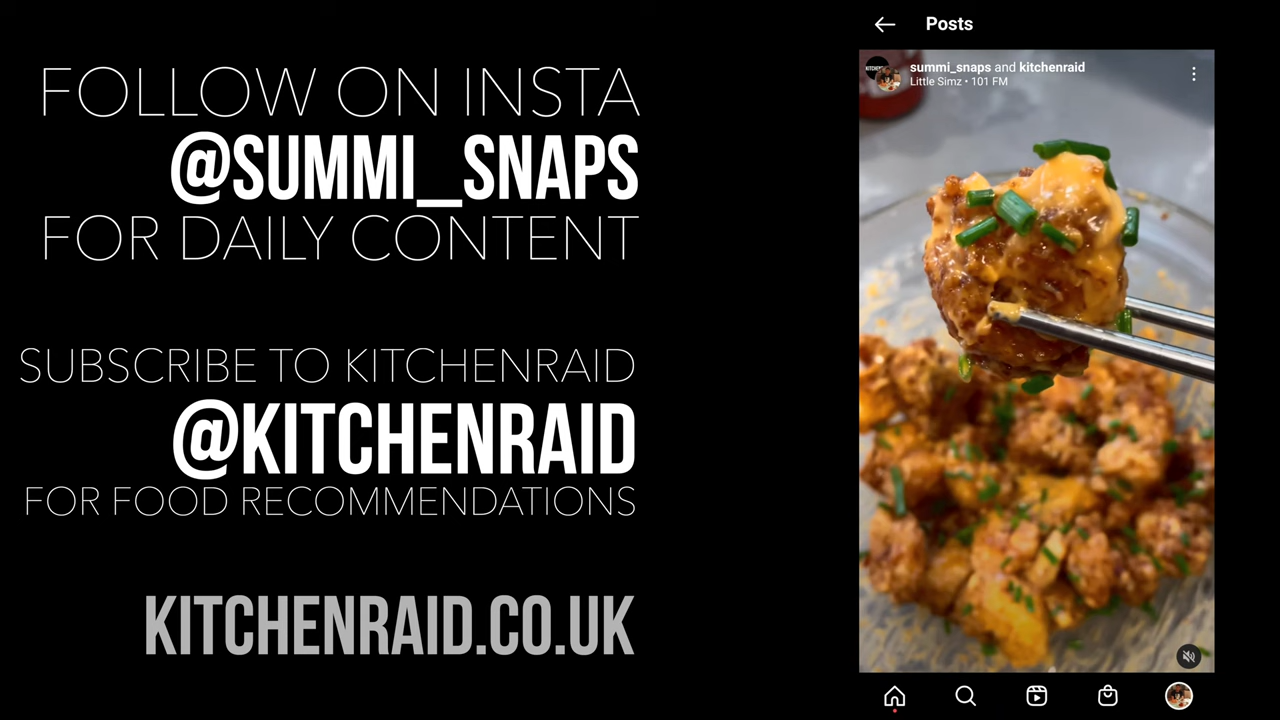 FOLLOW ON INSTA
@SUMMI_SNAPS
FOR DAILY CONTENT
SUBSCRIBE TO KITCHENRAID
@KITCHENRAID
FOR FOOD RECOMMENDATIONS
KITCHENRAID.CO.UK
Posts
summi_snaps and kitchenraid
Little Simz • 101 FM